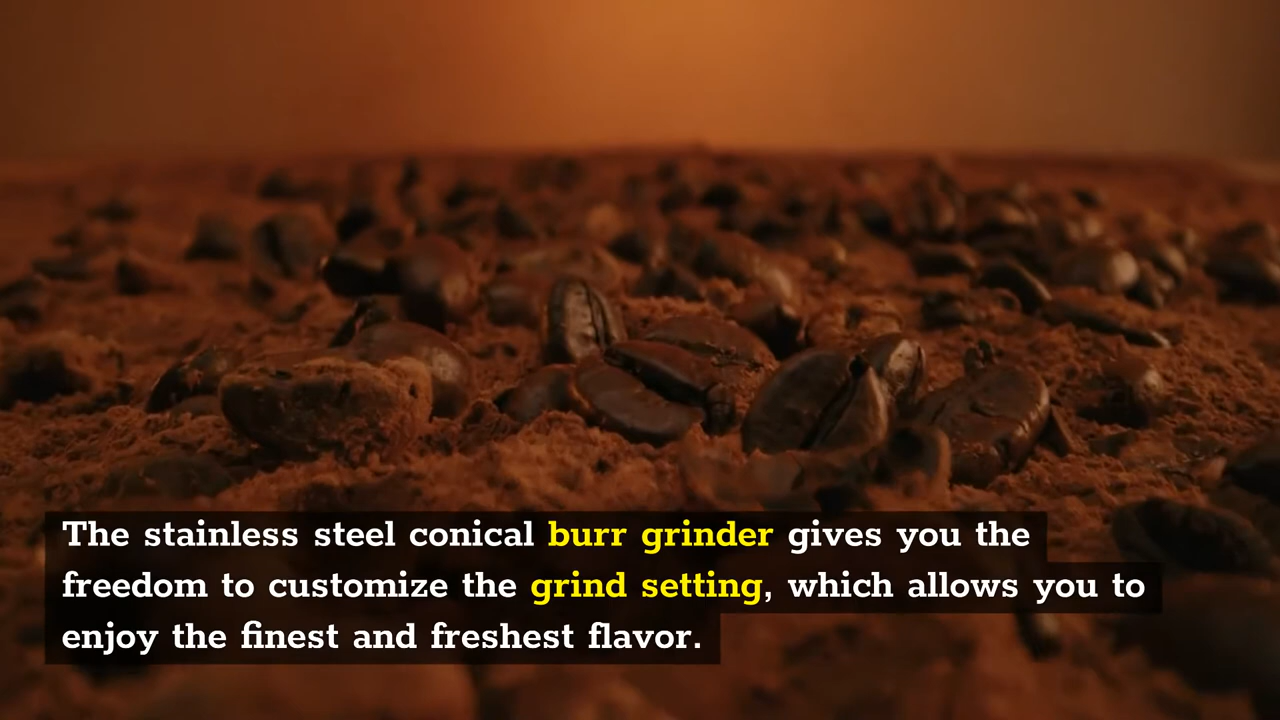 The stainless steel conical burr grinder gives you the
freedom to customize the grind setting, which allows you to
enjoy the finest and freshest flavor.